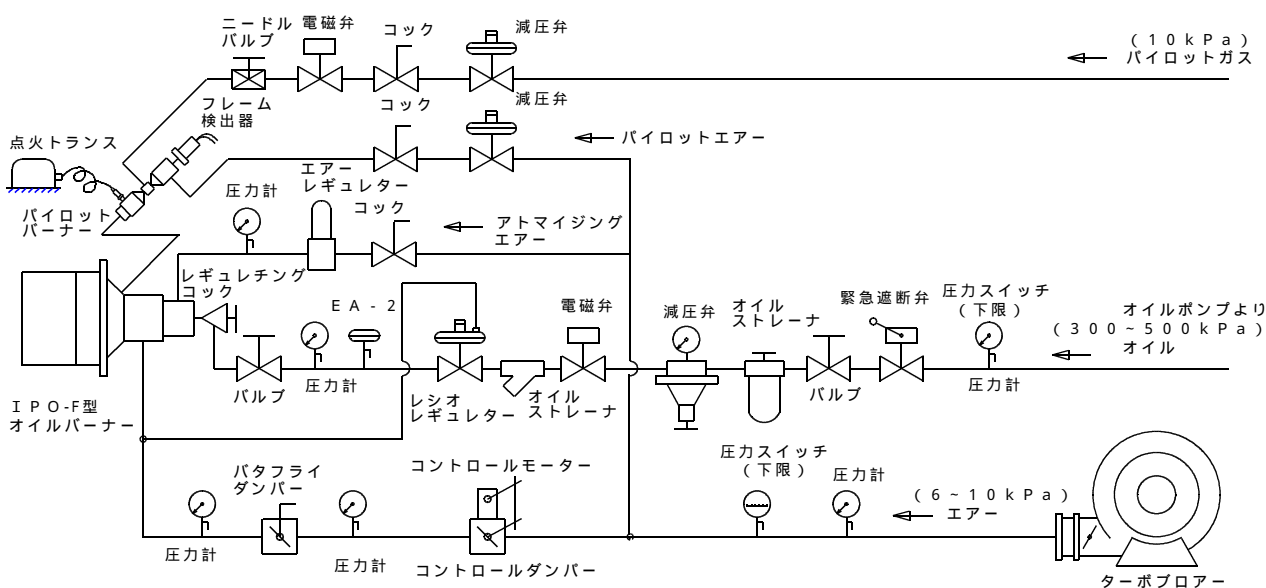 ニードル
バルブ
電磁弁
コック
減圧弁
(10kPa)
パイロットガス
フレーム
検出器
コック
減圧弁
パイロットエアー
点火トランス
エアー
レギュレター
圧力計
コック
アトマイジング
エアー
パイロット
バーナー
レギュレチング
コック
EA-2
電磁弁
減圧弁
オイル
ストレーナ
緊急遮断弁
圧力スイッチ
(下限)
オイルポンプより
(300~500kPa)
オイル
圧力計
バルブ
レシオ
レギュレター
オイル
ストレーナ
バルブ
圧力計
IPO-F型
オイルバーナー
バタフライ
ダンパー
コントロールモーター
圧力スイッチ
(下限)
圧力計
(6~10kPa)
エアー
圧力計
圧力計
コントロールダンパー
ターボブロアー